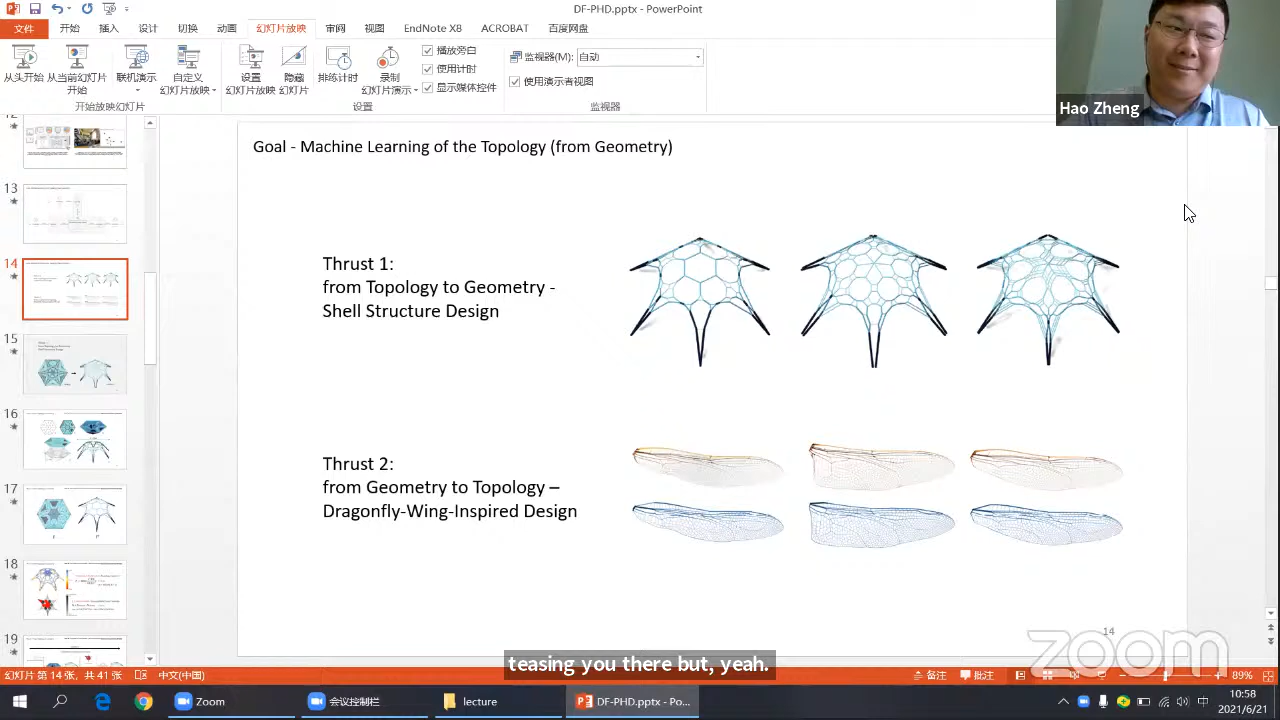 DF-PHD.pptx - PowerPoint
文件
开始
插入
设计
切换
动画
幻灯片放映
审阅
视图
EndNote X8
ACROBAT
百度网盘
从头开始
从当前幻灯片
开始
联机演示
自定义
幻灯片放映
设置
幻灯片放映
隐藏
幻灯片
排练计时
录制
幻灯片演示
播放旁白
使用计时
显示媒体控件
监视器(M):
自动
使用演示者视图
开始放映幻灯片
设置
监视器
Hao Zheng
12
13
14
15
16
17
18
19
Goal - Machine Learning of the Topology (from Geometry)
Thrust 1:
from Topology to Geometry -
Shell Structure Design
Thrust 2:
from Geometry to Topology –
Dragonfly-Wing-Inspired Design
14
zoom
teasing you there but, yeah.
幻灯片 第 14 张，共 41 张
中文(中国)
备注
批注
89%
Zoom
会议控制栏
lecture
DF-PHD.pptx - Po...
中
10:58
2021/6/21